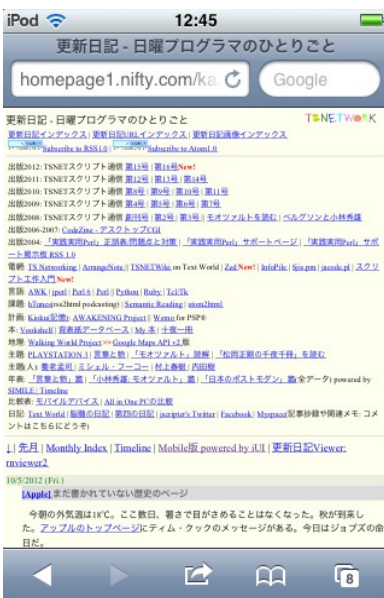 iPod 12:45
更新日記 - 日曜プログラマのひとりごと
homepage1.nifty.com/ka
Google
更新日記 - 日曜プログラマのひとりごと
TSNETWORK
更新日記インデックス | 更新日記URLインデックス | 更新日記画像インデックス
Subscribe to RSS1.0 | Subscribe to Atom1.0
出版2012: TSNETスクリプト通信 第15号 | 第16号New!
出版2011: TSNETスクリプト通信 第12号 | 第13号 | 第14号
出版2010: TSNETスクリプト通信 第8号 | 第9号 | 第10号 | 第11号
出版2009: TSNETスクリプト通信 第4号 | 第5号 | 第6号 | 第7号
出版2008: TSNETスクリプト通信 創刊号 | 第2号 | 第3号 || モオツァルトを読む | ベルグソンと小林秀雄
出版2006-2007: CodeZine - デスクトップCGI
出版2004: 「実践実用Perl」正誤表/問題点と対策 | 「実践実用Perl」サポートページ | 「実践実用Perl」サポ
ート掲示板 RSS 1.0
電網: TS Networking | ArrangeNote || TSNETWiki on Text World | Zed New! | InfoPile | Sjis.pm | jacode.pl | スクリ
プト工作入門 New!
言語: AWK | jperl | Perl 6 | Perl || Python | Ruby | Tcl/Tk
課題: hTunes(rss2html podcasting) | Semantic Reading | atom2html
計画: Kioku(記憶): AWAKENING Project || Wemo for PSP®
本: Vookshelf | 背表紙データベース | My 本 | 十夜一冊
地理: Walking World Project >> Google Maps API v2 版
主題: PLAYSTATION 3 | 言葉と物 | 「モオツァルト」読解 | 「松岡正剛の千夜千冊」を読む
主題(人): 養老孟司 | ミシェル・フーコー | 村上春樹 | 内田樹
年表: 「言葉と物」篇 | 「小林秀雄: モオツァルト」篇 | 「日本のポストモダン」篇(全データ) powered by
SIMILE | Timeline
比較表: モバイルデバイス | All in One PCの比較
日記: Text World | 脳髄の日記 | 第四の日記 | jscripter's Twitter | Facebook | Myspace(記事抄録や関連メモ: コメ
ントはこちらにどうぞ)
↓ | 先月 | Monthly Index | Timeline | Mobile版 powered by iUI | 更新日記Viewer:
rnviewer2
10/5/2012 (Fri.)
[Apple] まだ書かれていない歴史のページ
今朝の外気温は18℃。ここ数日、暑さで目がさめることはなくなった。秋が到来し
た。アップルのトップページにティム・クックのメッセージがある。今日はジョブズの命
日だ。
8